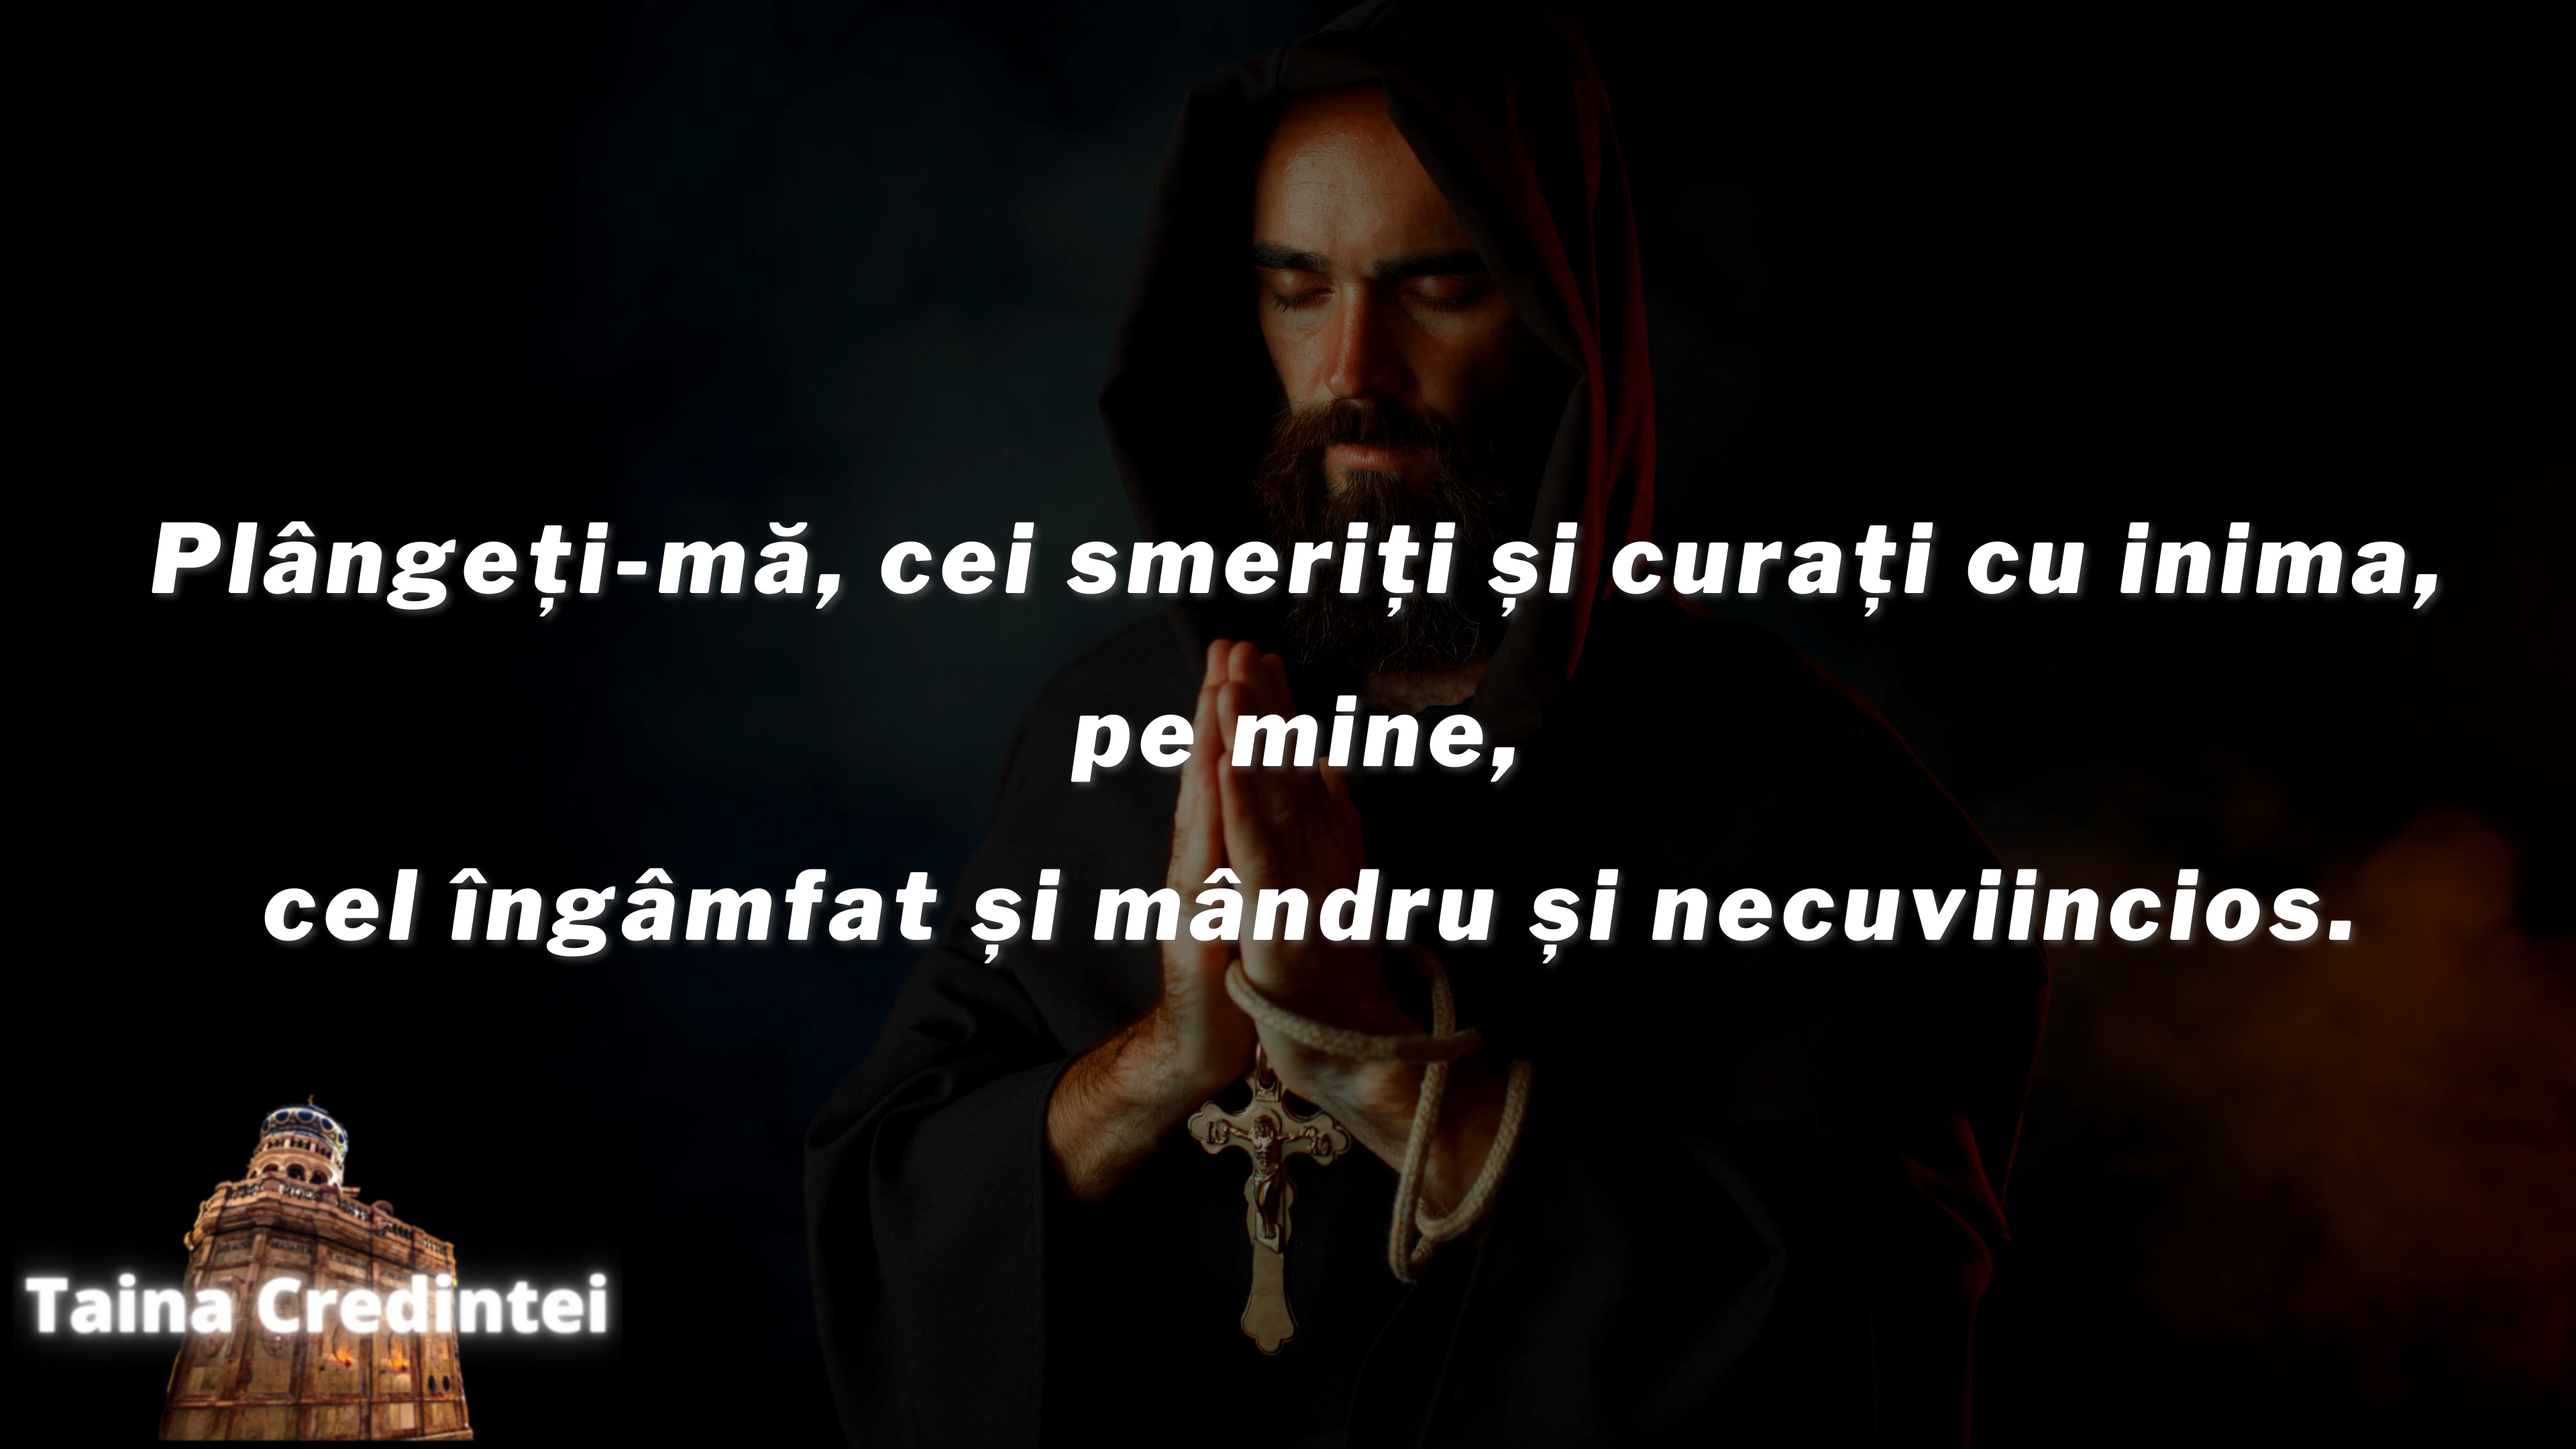 Plângeți-mă, cei smeriți și curați cu inima,
pe mine,
cel îngâmfat și mândru și necuviincios.
Taina Credintei